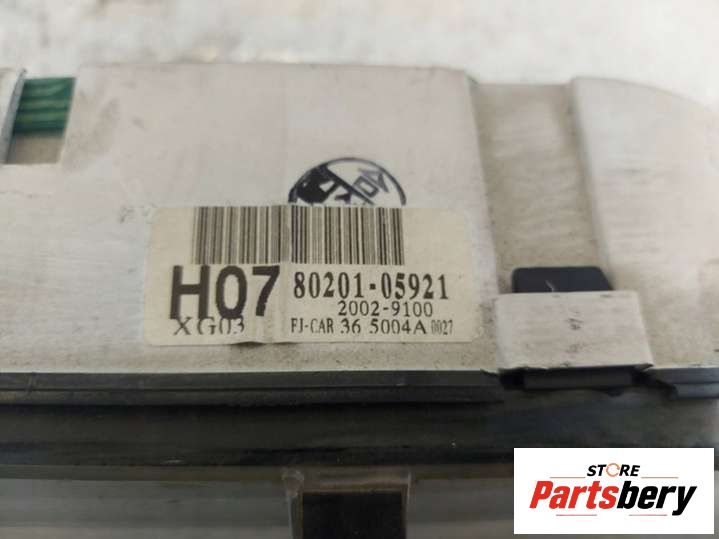 H07 80201-05921
2002-9100
XG03 FJ-CAR 36 5004A 0027
STORE
Partsbery